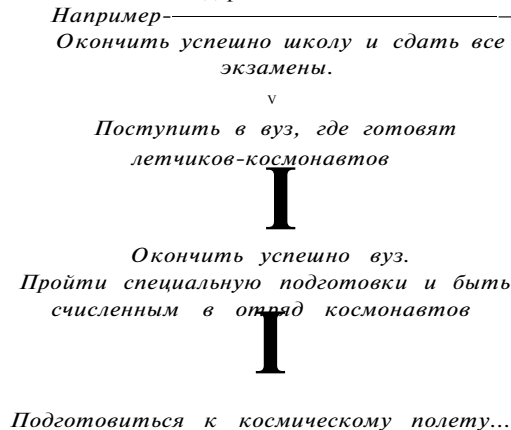 Например-
Окончить успешно школу и сдать все
экзамены.
v
Поступить в вуз, где готовят
летчиков-космонавтов
I
Окончить успешно вуз.
Пройти специальную подготовки и быть
счисленным в отряд космонавтов
I
Подготовиться к космическому полету...